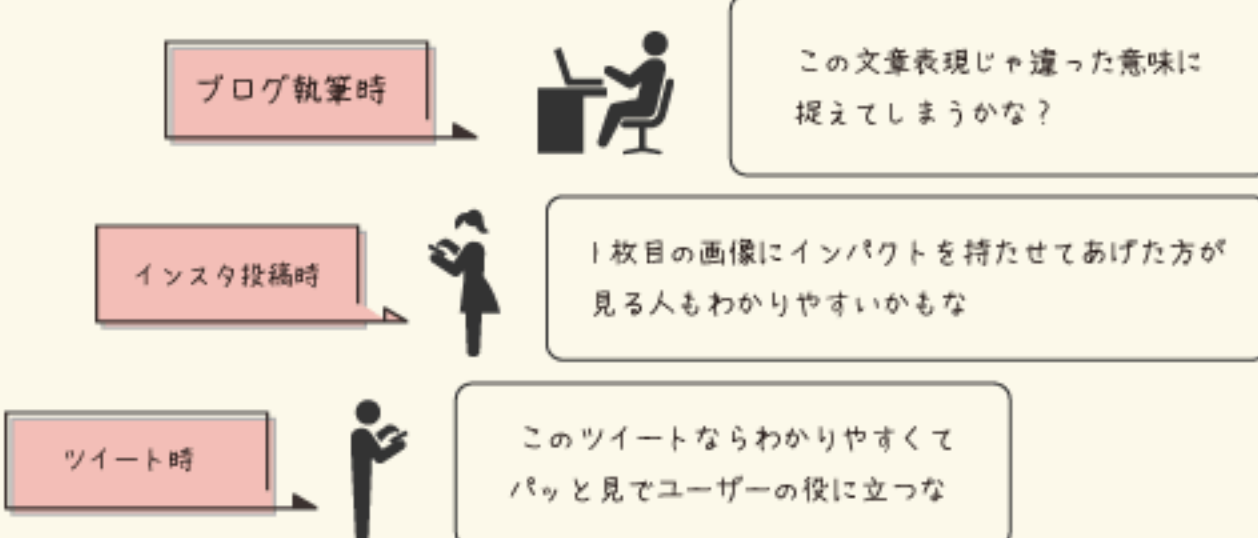 ブログ執筆時
この文章表現じゃ違った意味に
捉えてしまうかな？
インスタ投稿時
1枚目の画像にインパクトを持たせてあげた方が
見る人もわかりやすいかもな
ツイート時
このツイートならわかりやすくて
パッと見でユーザーの役に立つな